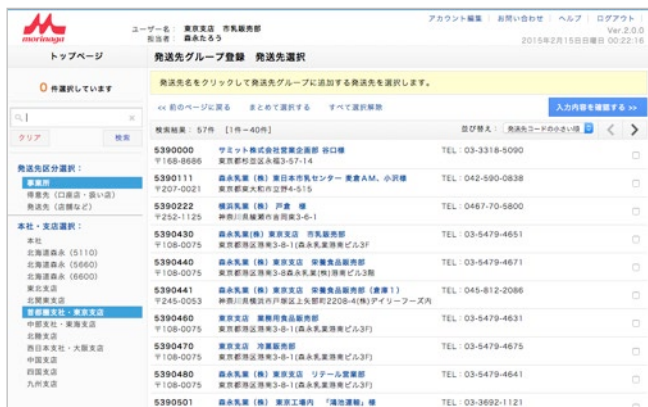 morinaga
ユーザー名： 東京支店 市乳販売部
担当者： 森永たろう
アカウント編集 お問い合わせ ヘルプ ログアウト
Ver.2.0.0
2015年2月15日日曜日 00:22:16
トップページ
発送先グループ登録 発送先選択
0 件選択しています
発送先名をクリックして発送先グループに追加する発送先を選択します。
<< 前のページに戻る まとめて選択する すべて選択解除
入力内容を確認する >>
クリア 検索
検索結果： 57件 [1件－40件]
並び替え： 発送先コードの小さい順
発送先区分選択：
事業所
得意先（口座店・扱い店）
発送先（店舗など）
本社・支店選択：
本社
北海道森永（5110）
北海道森永（5660）
北海道森永（6600）
東北支店
北関東支店
首都圏支社・東京支店
中部支社・東海支店
北陸支店
西日本支社・大阪支店
中国支店
四国支店
九州支店
5390000 サミット株式会社営業企画部 谷口様 TEL：03-3318-5090
〒168-8686 東京都杉並区永福3-57-14
5390111 森永乳業（株）東日本市乳センター 麦倉AM、小沢様 TEL：042-590-0838
〒207-0021 東京都東大和市立野4-515
5390222 横浜乳業（株）戸倉 様 TEL：0467-70-5800
〒252-1125 神奈川県綾瀬市吉岡東3-6-1
5390430 森永乳業(株) 東京支店 市乳販売部 TEL：03-5479-4651
〒108-0075 東京都港区港南3-8-1(森永乳業港南ビル3F
5390440 森永乳業（株）東京支店 栄養食品販売部 TEL：03-5479-4671
〒108-0075 東京都港区港南3-8森永乳業(株)港南ビル3階
5390441 森永乳業（株）東京支店 栄養食品販売部（倉庫1） TEL：045-812-2086
〒245-0053 神奈川県横浜市戸塚区上矢部町2208-4(株)デイリーフーズ内
5390460 東京支店 業務用食品販売部 TEL：03-5479-4631
〒108-0075 東京都港区港南3-8-1(森永乳業港南ビル3F)
5390470 東京支店 冷菓販売部 TEL：03-5479-4675
〒108-0075 東京都港区港南3-8-1(森永乳業港南ビル3F)
5390480 森永乳業（株）東京支店 リテール営業部 TEL：03-5479-4641
〒108-0075 東京都港区港南3-8-1(森永乳業港南ビル3F)
5390501 森永乳業（株）東京工場内 「鴻池運輸」様 TEL：03-3692-1121